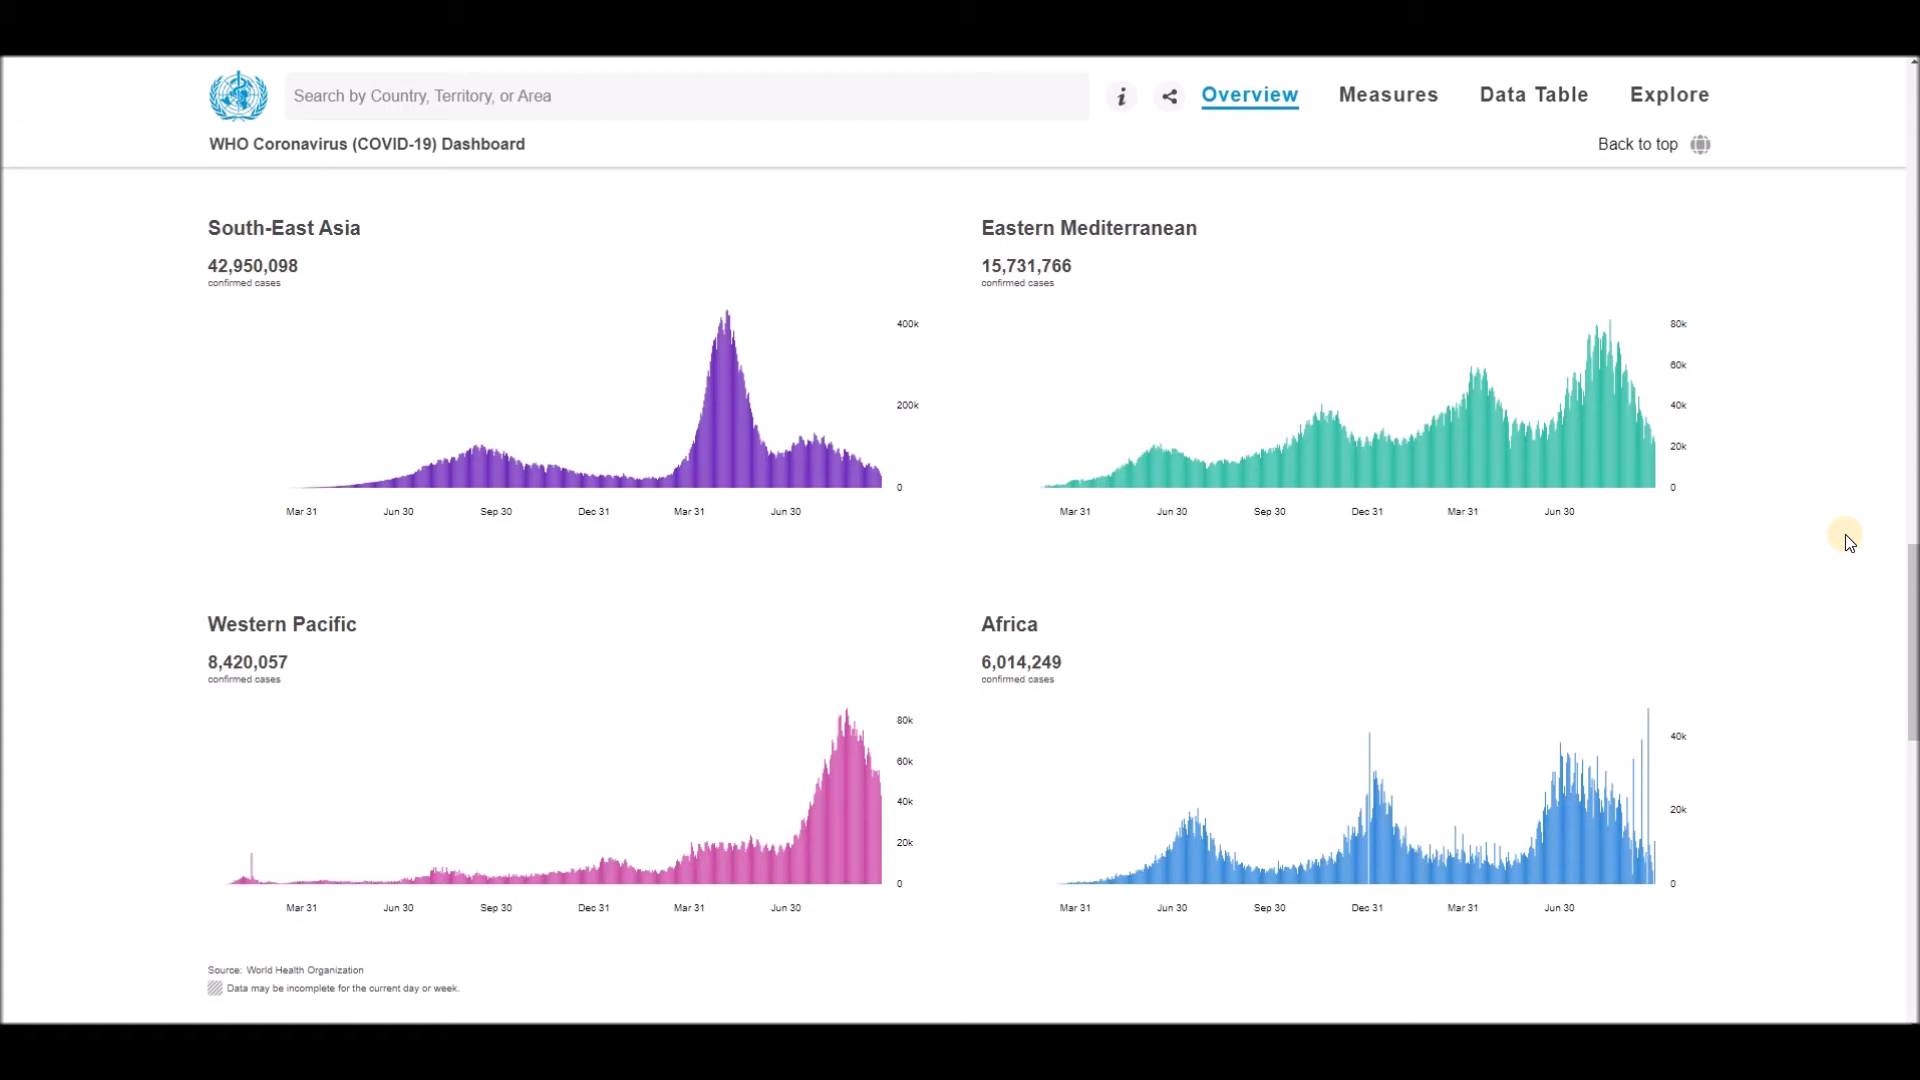 Search by Country, Territory, or Area
i
Overview
Measures
Data Table
Explore
WHO Coronavirus (COVID-19) Dashboard
Back to top
South-East Asia
42,950,098
confirmed cases
400k
200k
0
Mar 31 Jun 30 Sep 30 Dec 31 Mar 31 Jun 30
Eastern Mediterranean
15,731,766
confirmed cases
80k
60k
40k
20k
0
Mar 31 Jun 30 Sep 30 Dec 31 Mar 31 Jun 30
Western Pacific
8,420,057
confirmed cases
80k
60k
40k
20k
0
Mar 31 Jun 30 Sep 30 Dec 31 Mar 31 Jun 30
Africa
6,014,249
confirmed cases
40k
20k
0
Mar 31 Jun 30 Sep 30 Dec 31 Mar 31 Jun 30
Source: World Health Organization
Data may be incomplete for the current day or week.